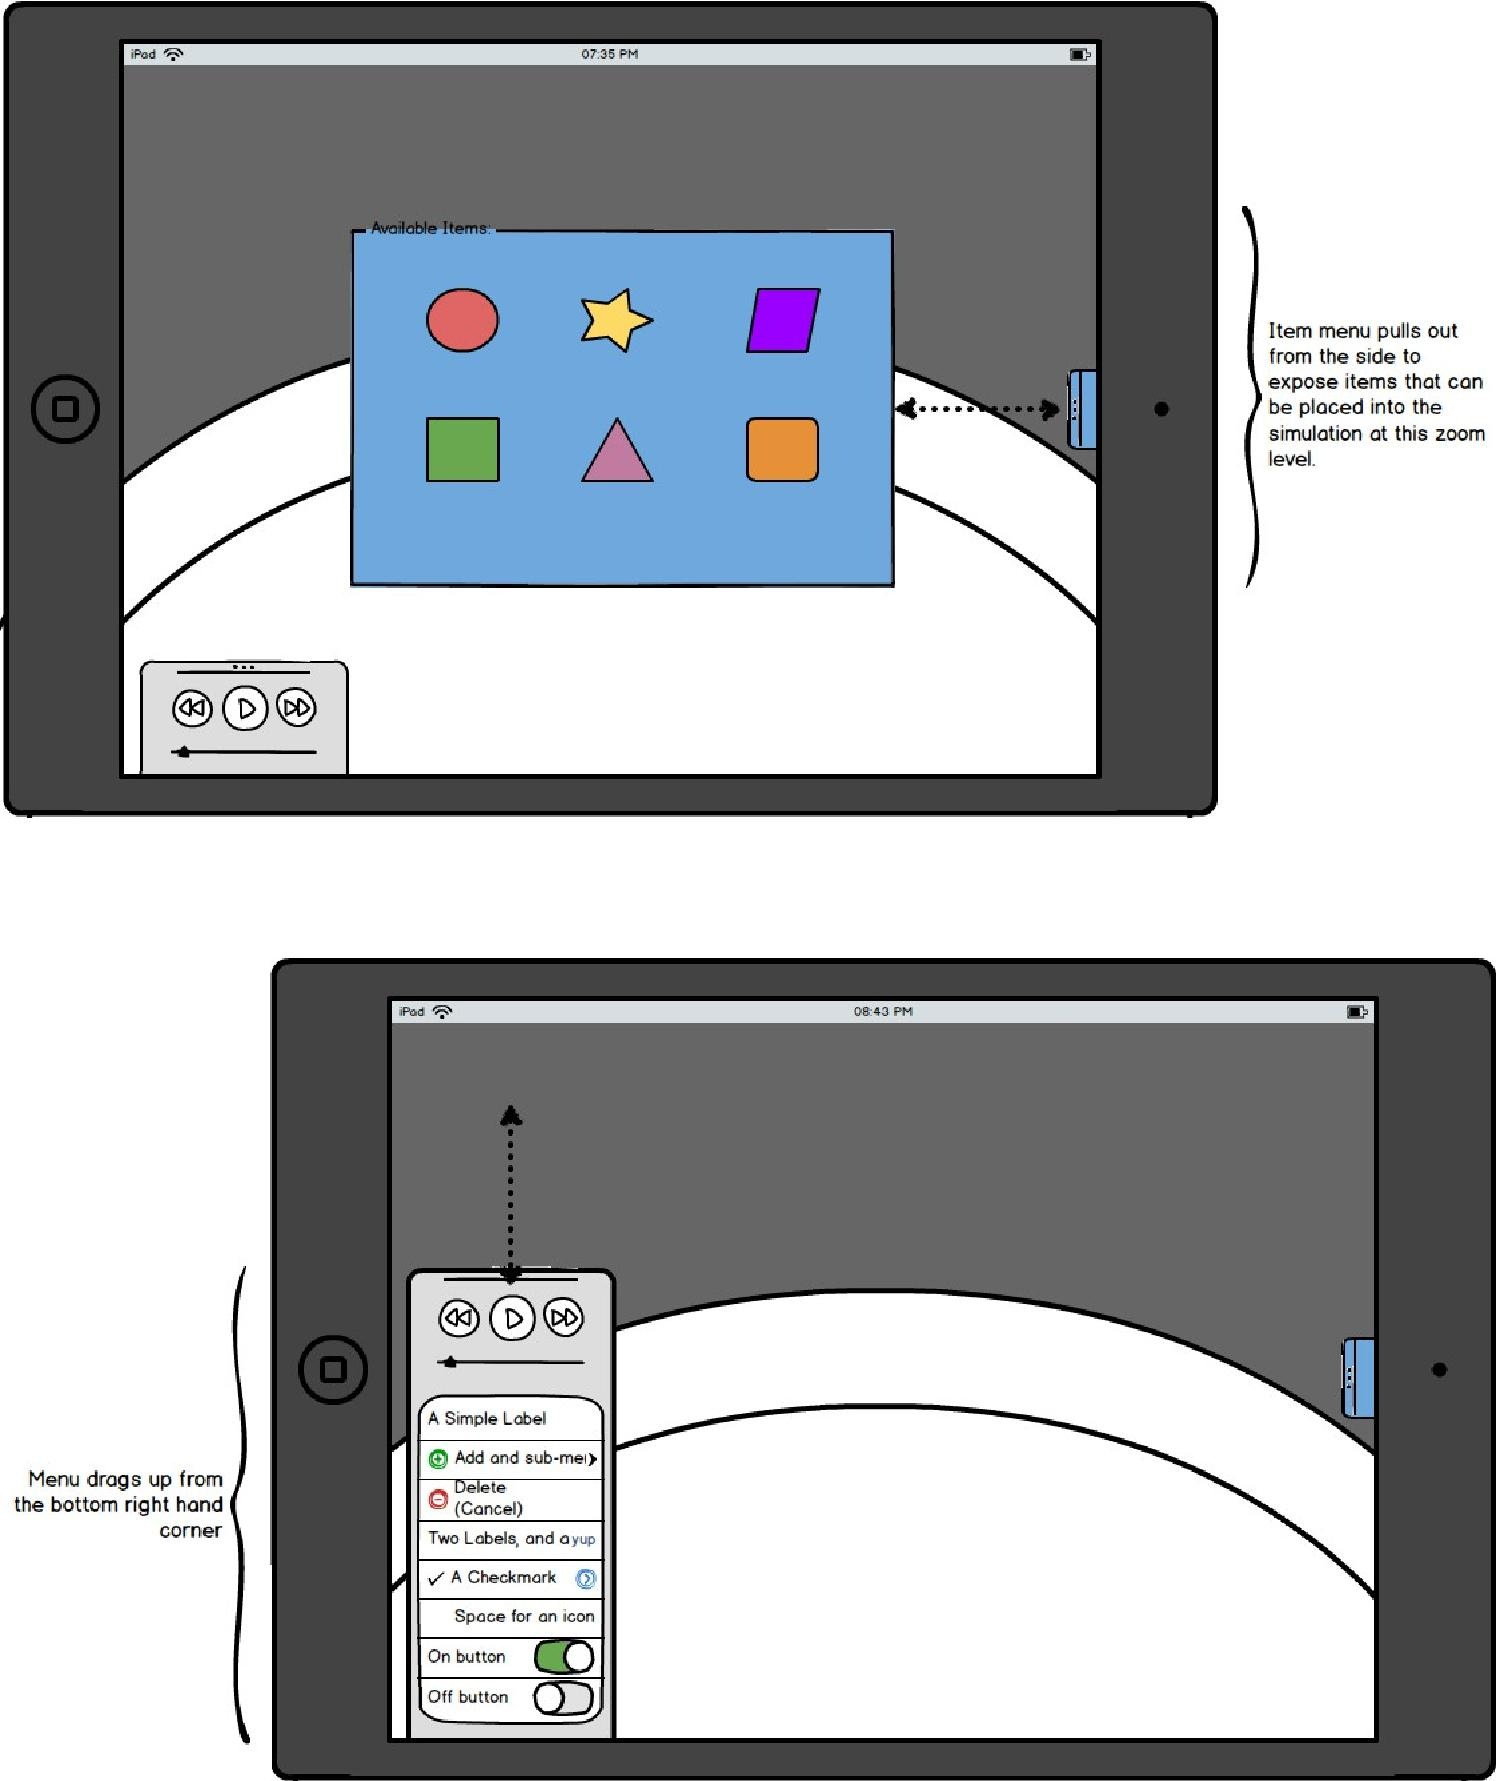 iPad
07:35 PM
Available Items:
Item menu pulls out
from the side to
expose items that can
be placed into the
simulation at this zoom
level.
iPad
08:43 PM
A Simple Label
Add and sub-me
Delete
(Cancel)
Two Labels, and a yup
A Checkmark
Space for an icon
On button
Off button
Menu drags up from
the bottom right hand
corner